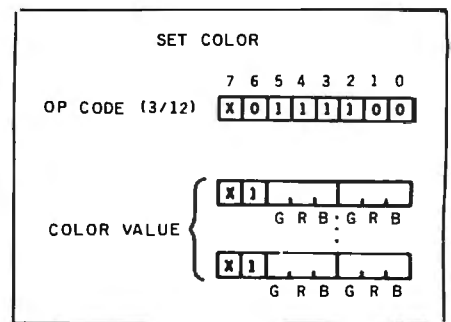 SET COLOR
7 6 5 4 3 2 1 0
OP CODE (3/12) X 0 1 1 1 1 0 0
X 1
G R B G R B
COLOR VALUE
X 1
G R B G R B